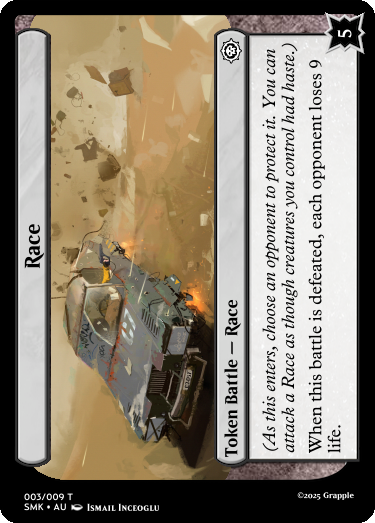 Race
Token Battle — Race
5
(As this enters, choose an opponent to protect it. You can
attack a Race as though creatures you control had haste.)
When this battle is defeated, each opponent loses 9
life.
003/009 T
SMK • AU Ismail Inceoglu
©2025 Grapple